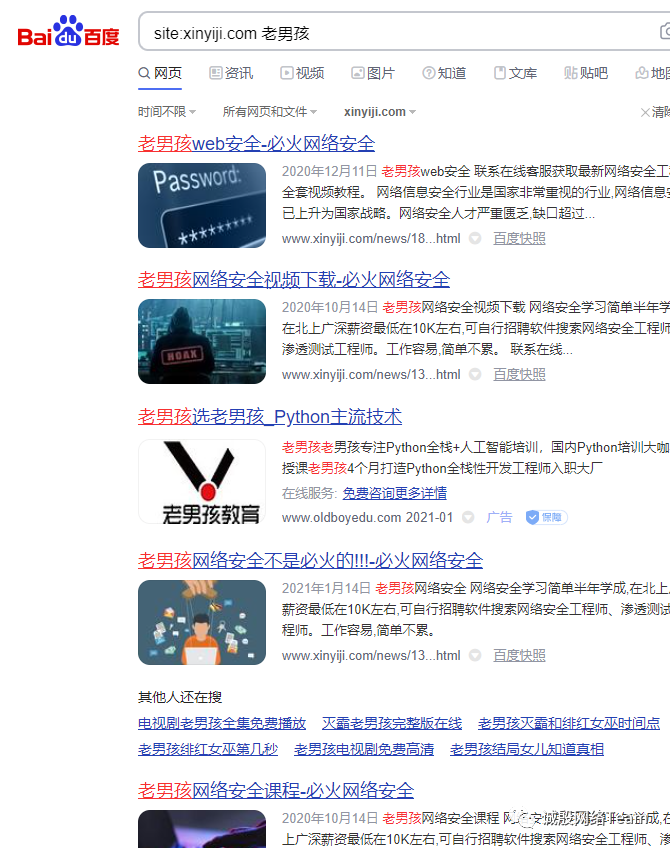 Bai du 百度
site:xinyiji.com 老男孩
网页 资讯 视频 图片 知道 文库 贴吧 地图
时间不限 所有网页和文件 xinyiji.com 清除
老男孩web安全-必火网络安全
Password:
*********
2020年12月11日 老男孩web安全 联系在线客服获取最新网络安全工
全套视频教程。 网络信息安全行业是国家非常重视的行业,网络信息安
已上升为国家战略。网络安全人才严重匮乏,缺口超过...
www.xinyiji.com/news/18...html 百度快照
老男孩网络安全视频下载-必火网络安全
HOAX
2020年10月14日 老男孩网络安全视频下载 网络安全学习简单半年学
在北上广深薪资最低在10K左右,可自行招聘软件搜索网络安全工程师
渗透测试工程师。工作容易,简单不累。 联系在线...
www.xinyiji.com/news/13...html 百度快照
老男孩选老男孩_Python主流技术
老男孩教育
老男孩老男孩专注Python全栈+人工智能培训，国内Python培训大咖
授课老男孩4个月打造Python全栈性开发工程师入职大厂
在线服务: 免费咨询更多详情
www.oldboyedu.com 2021-01 广告 保障
老男孩网络安全不是必火的!!!-必火网络安全
2021年1月14日 老男孩网络安全 网络安全学习简单半年学成,在北上
薪资最低在10K左右,可自行招聘软件搜索网络安全工程师、渗透测试
程师。工作容易,简单不累。
www.xinyiji.com/news/13...html 百度快照
其他人还在搜
电视剧老男孩全集免费播放 灭霸老男孩完整版在线 老男孩灭霸和绯红女巫时间点
老男孩绯红女巫第几秒 老男孩电视剧免费高清 老男孩结局女儿知道真相
老男孩网络安全课程-必火网络安全
2020年10月14日 老男孩网络安全课程 网络安全学习简单半年学成,在
上广深薪资最低在10K左右,可自行招聘软件搜索网络安全工程师、渗